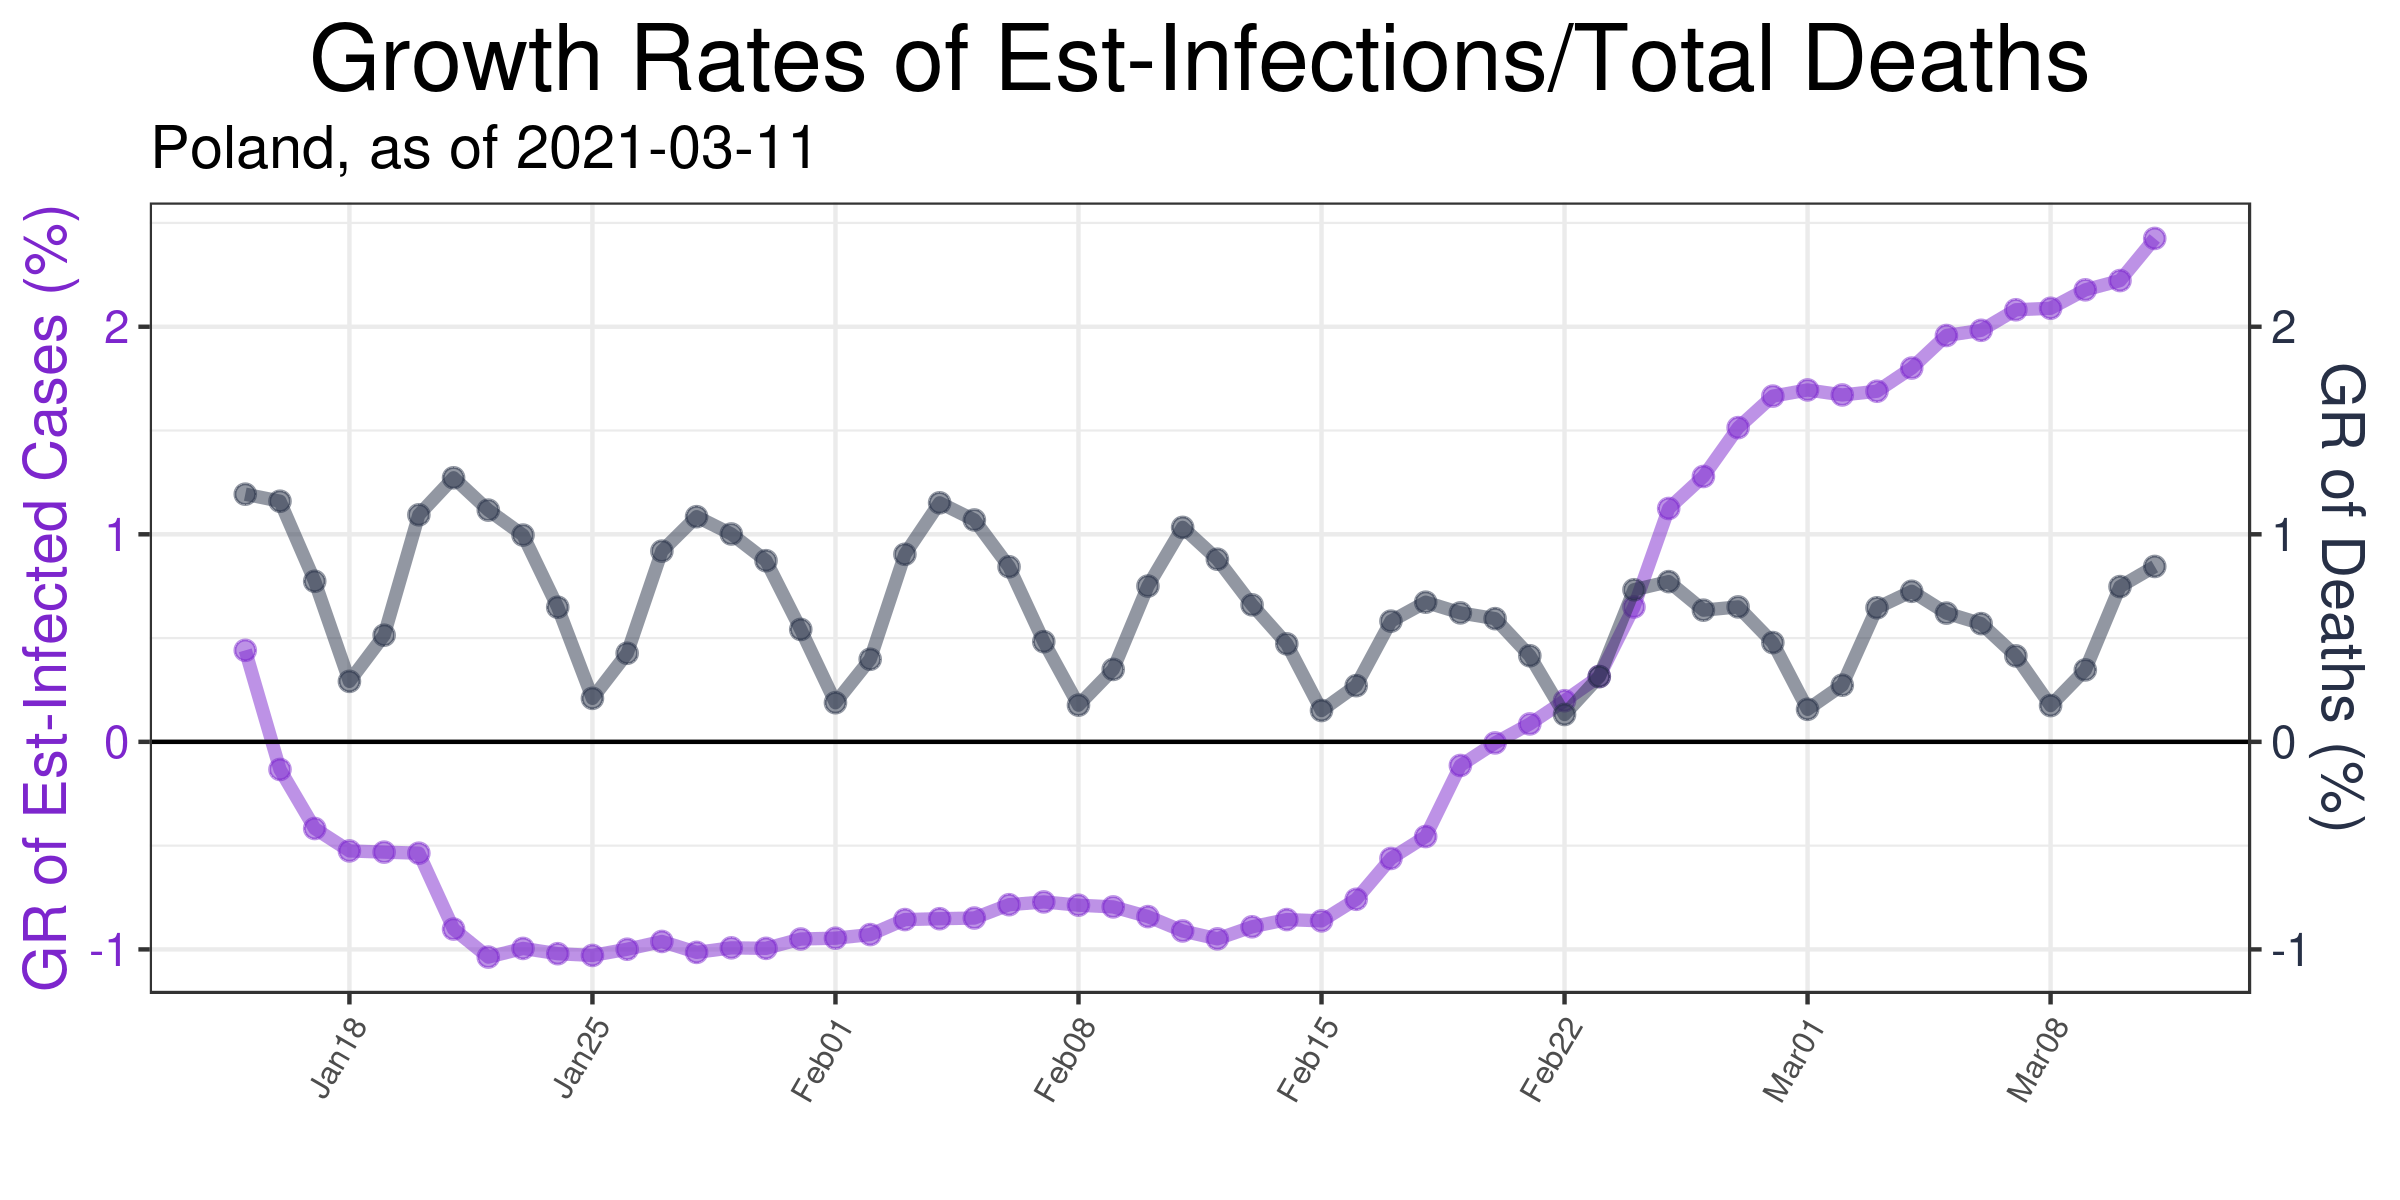 Growth Rates of Est-Infections/Total Deaths
Poland, as of 2021-03-11
GR of Est-Infected Cases (%)
2
1
0
-1
2
1
0
-1
GR of Deaths (%)
Jan18
Jan25
Feb01
Feb08
Feb15
Feb22
Mar01
Mar08